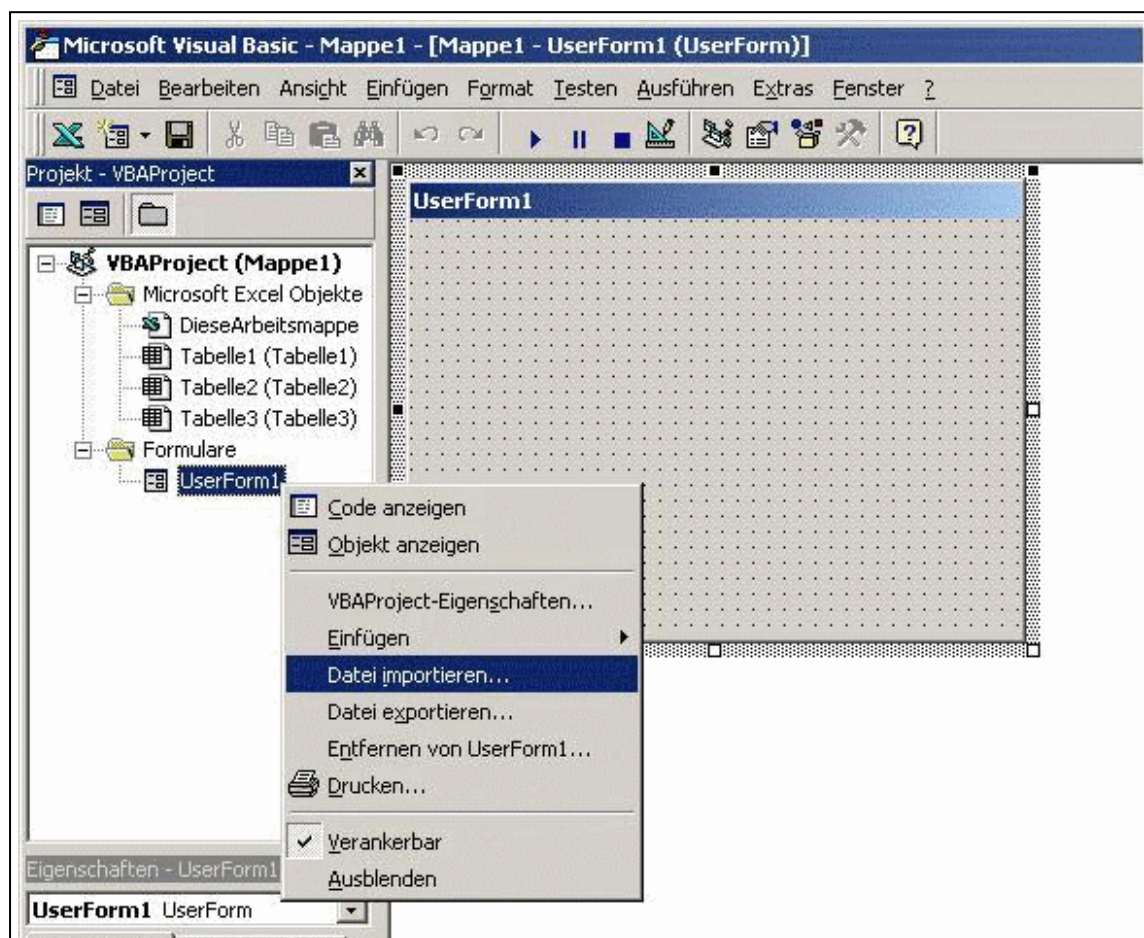 Microsoft Visual Basic - Mappe1 - [Mappe1 - UserForm1 (UserForm)]
Datei Bearbeiten Ansicht Einfügen Format Testen Ausführen Extras Fenster ?
Projekt - VBAProject
UserForm1
VBAProject (Mappe1)
Microsoft Excel Objekte
DieseArbeitsmappe
Tabelle1 (Tabelle1)
Tabelle2 (Tabelle2)
Tabelle3 (Tabelle3)
Formulare
UserForm1
Code anzeigen
Objekt anzeigen
VBAProject-Eigenschaften...
Einfügen
Datei importieren...
Datei exportieren...
Entfernen von UserForm1...
Drucken...
Verankerbar
Ausblenden
Eigenschaften - UserForm1
UserForm1 UserForm